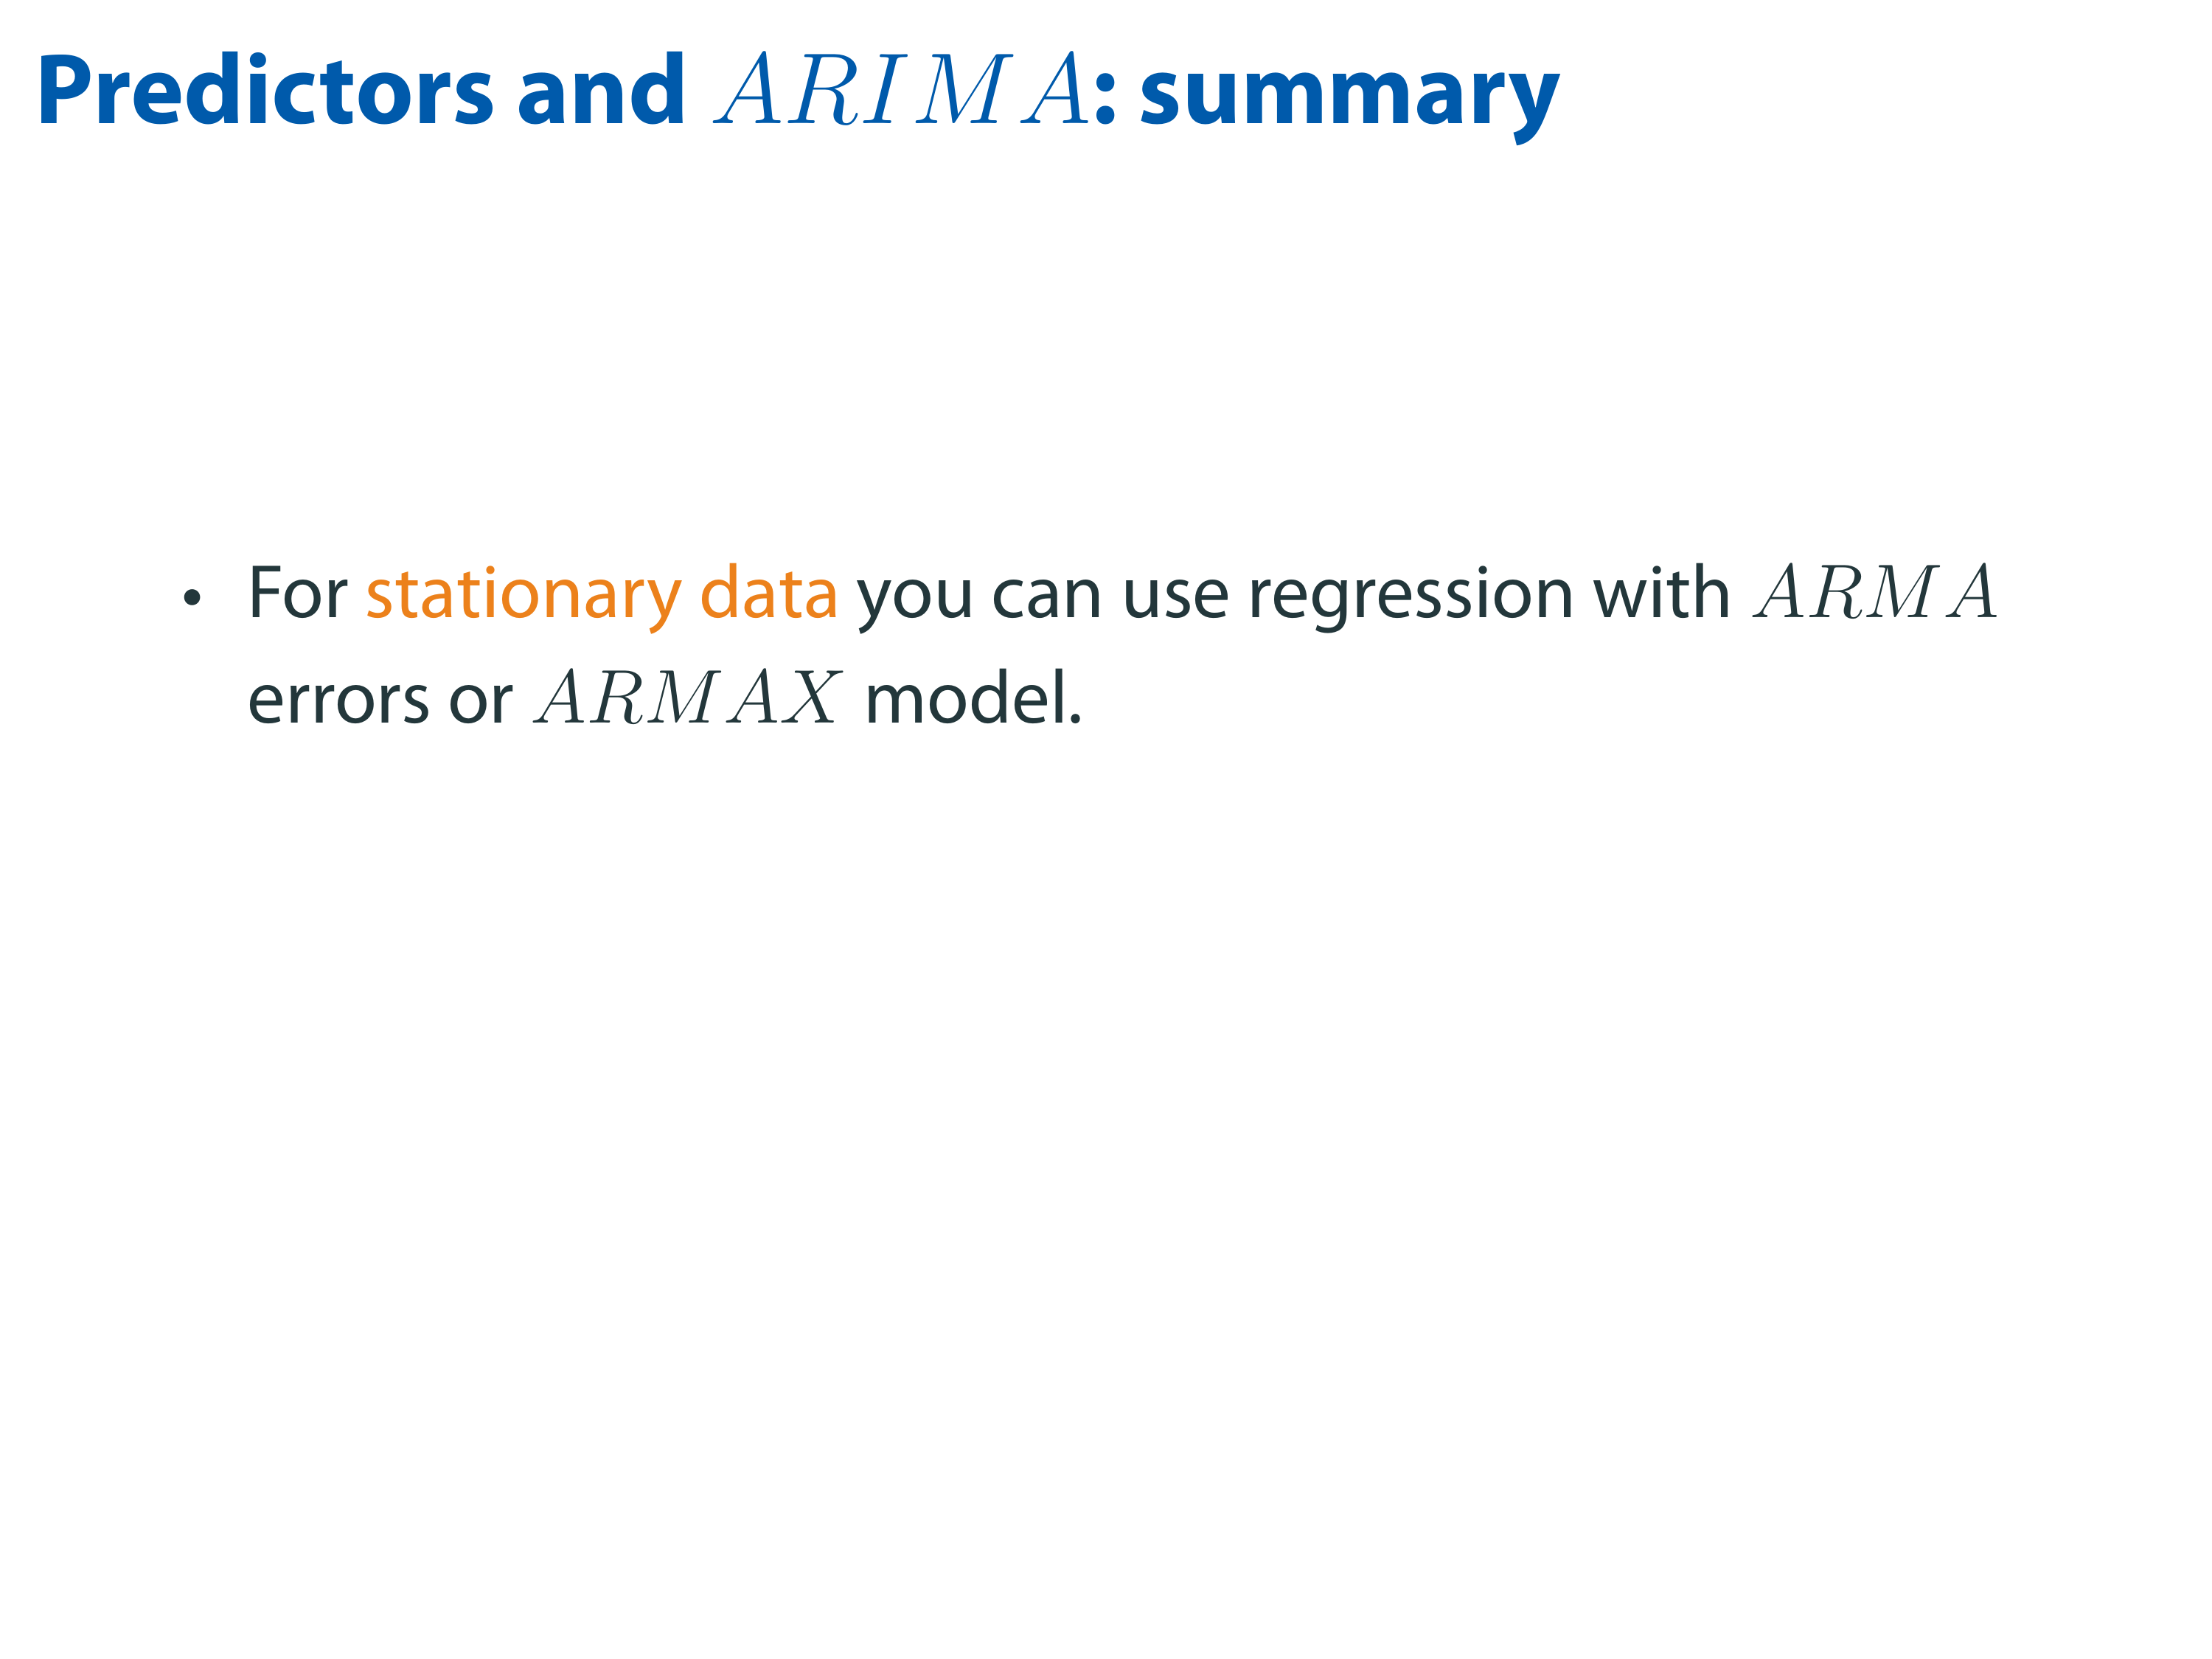 Predictors and ARIMA: summary
• For stationary data you can use regression with ARMA
errors or ARMAX model.